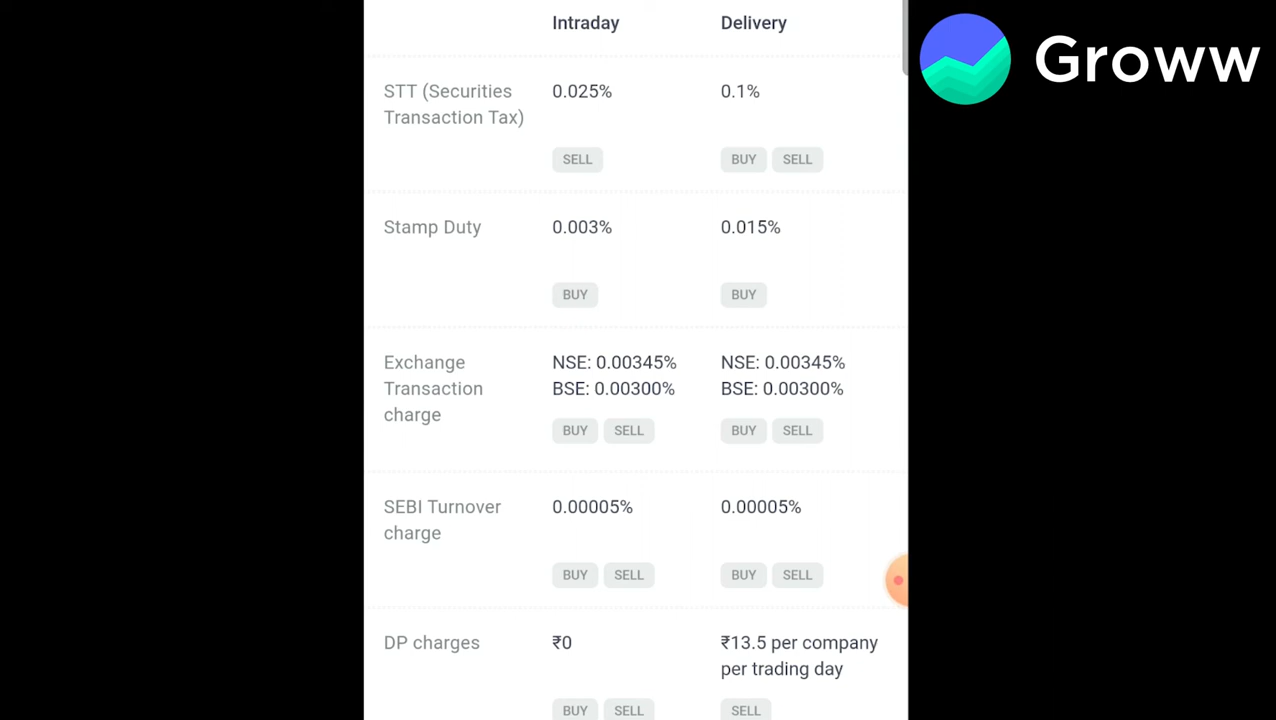 Groww
Intraday Delivery
STT (Securities Transaction Tax) 0.025% 0.1%
SELL BUY SELL
Stamp Duty 0.003% 0.015%
BUY BUY
Exchange NSE: 0.00345% NSE: 0.00345%
Transaction BSE: 0.00300% BSE: 0.00300%
charge
BUY SELL BUY SELL
SEBI Turnover 0.00005% 0.00005%
charge
BUY SELL BUY SELL
DP charges ₹0 ₹13.5 per company
per trading day
BUY SELL SELL